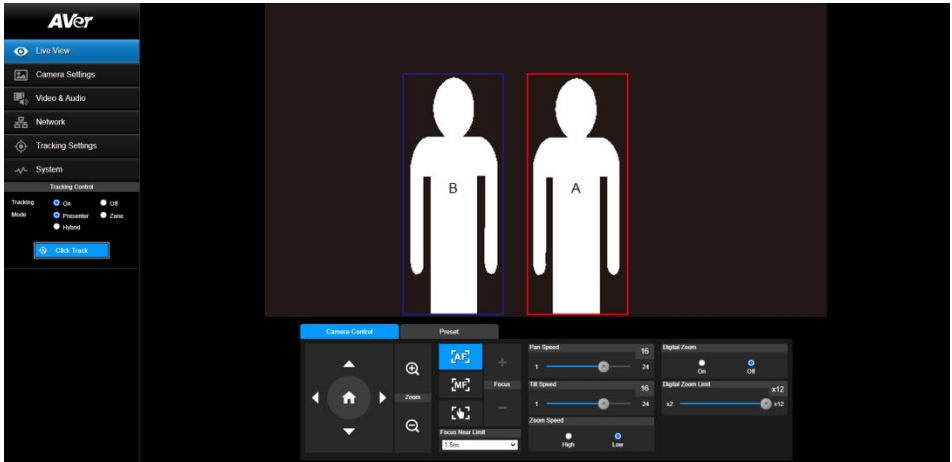 AVer
Live View
Camera Settings
Video & Audio
Network
Tracking Settings
System
Tracking Control
Tracking On Off
Mode Presenter Zone
Hybrid
Click Track
B A
Camera Control Preset
AF
MF
Zoom
Focus
Focus Near Limit
1.5m
Pan Speed 16
1 24
Tilt Speed 16
1 24
Zoom Speed
High Low
Digital Zoom
On Off
Digital Zoom Limit x12
x2 x12